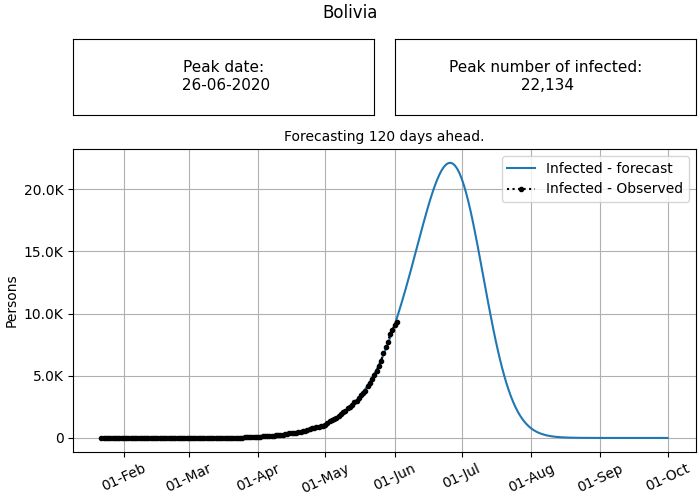 Bolivia
Peak date:
26-06-2020
Peak number of infected:
22,134
Forecasting 120 days ahead.
Infected - forecast
Infected - Observed
20.0K
15.0K
10.0K
5.0K
0
Persons
01-Feb
01-Mar
01-Apr
01-May
01-Jun
01-Jul
01-Aug
01-Sep
01-Oct